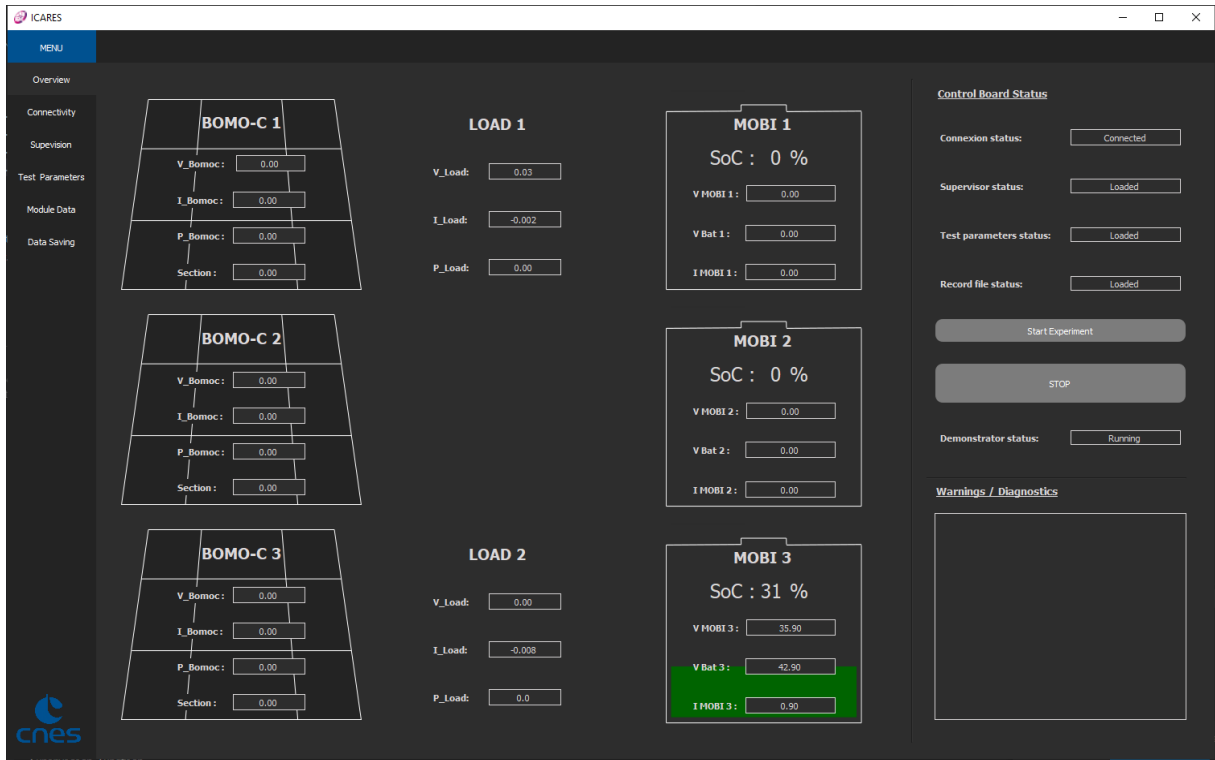 ICARES
MENU
Overview
Connectivity
Supevision
Test Parameters
Module Data
Data Saving
cnes
BOMO-C 1
V_Bomoc : 0.00
I_Bomoc : 0.00
P_Bomoc : 0.00
Section : 0.00
LOAD 1
V_Load: 0.03
I_Load: -0.002
P_Load: 0.00
MOBI 1
SoC : 0 %
V MOBI 1 : 0.00
V Bat 1 : 0.00
I MOBI 1 : 0.00
BOMO-C 2
V_Bomoc : 0.00
I_Bomoc : 0.00
P_Bomoc : 0.00
Section : 0.00
MOBI 2
SoC : 0 %
V MOBI 2 : 0.00
V Bat 2 : 0.00
I MOBI 2 : 0.00
BOMO-C 3
V_Bomoc : 0.00
I_Bomoc : 0.00
P_Bomoc : 0.00
Section : 0.00
LOAD 2
V_Load: 0.00
I_Load: -0.008
P_Load: 0.0
MOBI 3
SoC : 31 %
V MOBI 3 : 35.90
V Bat 3 : 42.90
I MOBI 3 : 0.90
Control Board Status
Connexion status: Connected
Supervisor status: Loaded
Test parameters status: Loaded
Record file status: Loaded
Start Experiment
STOP
Demonstrator status: Running
Warnings / Diagnostics